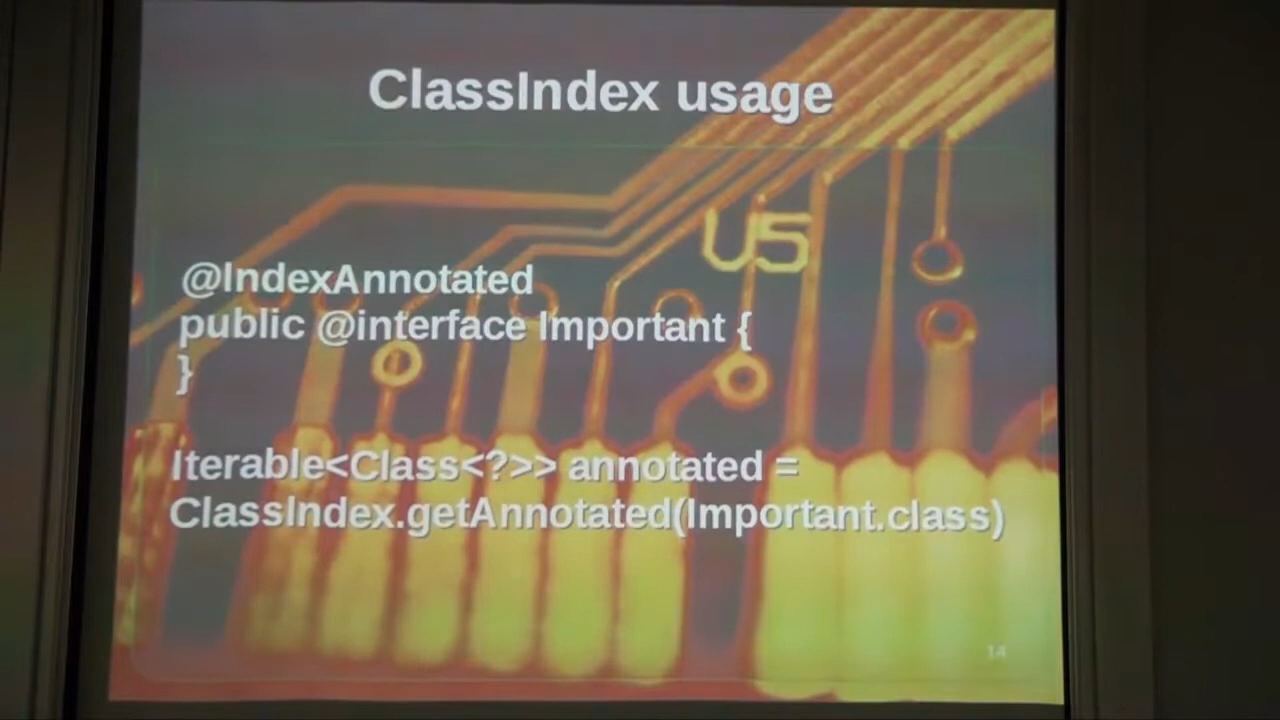 ClassIndex usage
U5
@IndexAnnotated
public @interface Important {
}
Iterable<Class<?>> annotated =
ClassIndex.getAnnotated(Important.class)
14